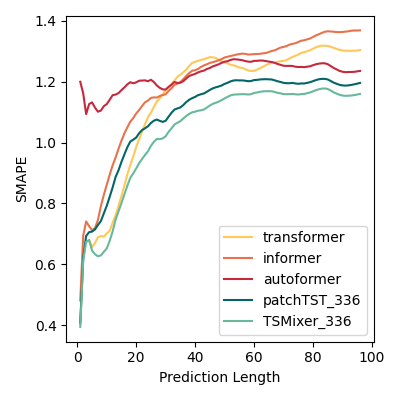 1.4
1.2
1.0
0.8
0.6
0.4
SMAPE
transformer
informer
autoformer
patchTST_336
TSMixer_336
0 20 40 60 80 100
Prediction Length